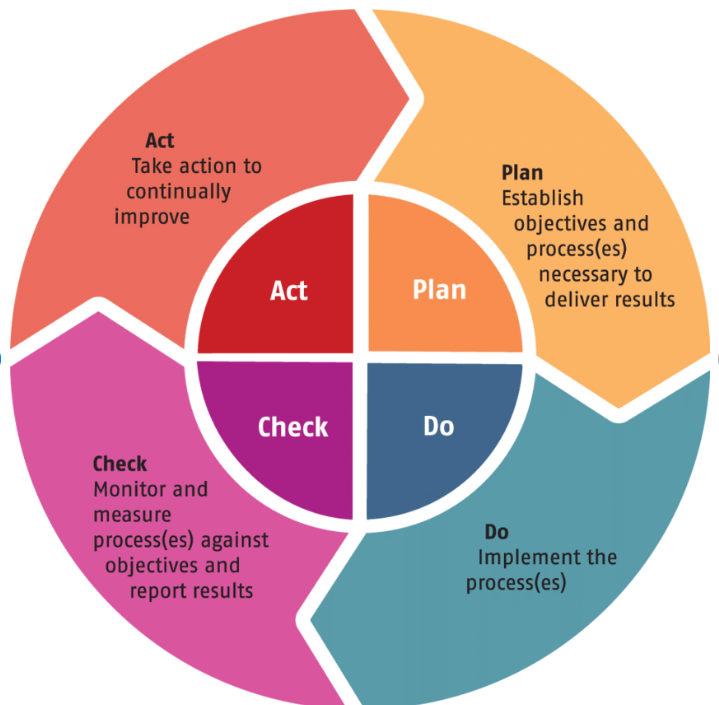 Act
Take action to
continually
improve
Plan
Establish
objectives and
process(es)
necessary to
deliver results
Act
Plan
Check
Do
Check
Monitor and
measure
process(es) against
objectives and
report results
Do
Implement the
process(es)